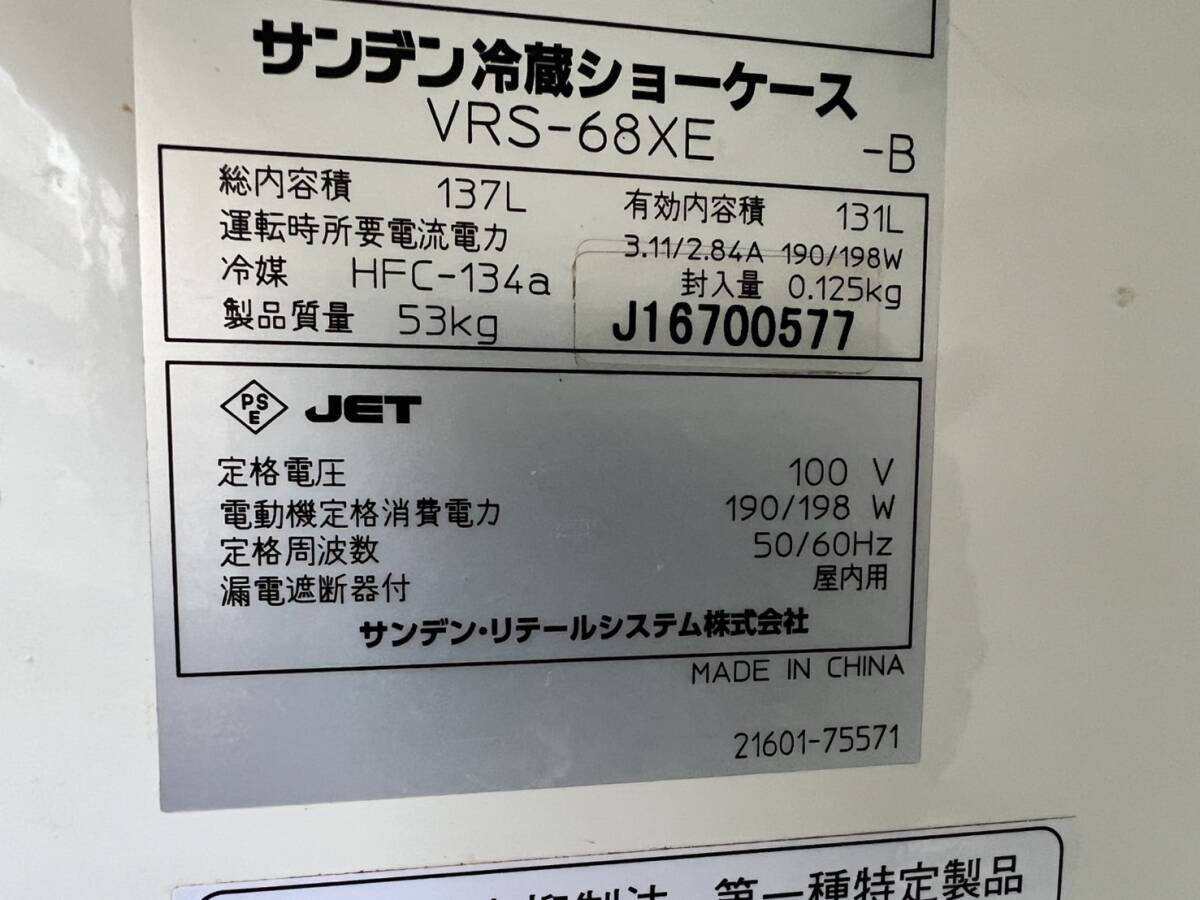 サンデン冷蔵ショーケース
VRS-68XE -B
総内容積 137L 有効内容積 131L
運転時所要電流電力 3.11/2.84A 190/198W
冷媒 HFC-134a 封入量 0.125kg
製品質量 53kg J16700577
PSE JET
定格電圧 100 V
電動機定格消費電力 190/198 W
定格周波数 50/60Hz
漏電遮断器付 屋内用
サンデン・リテールシステム株式会社
MADE IN CHINA
21601-75571
抑制法 第一種特定製品